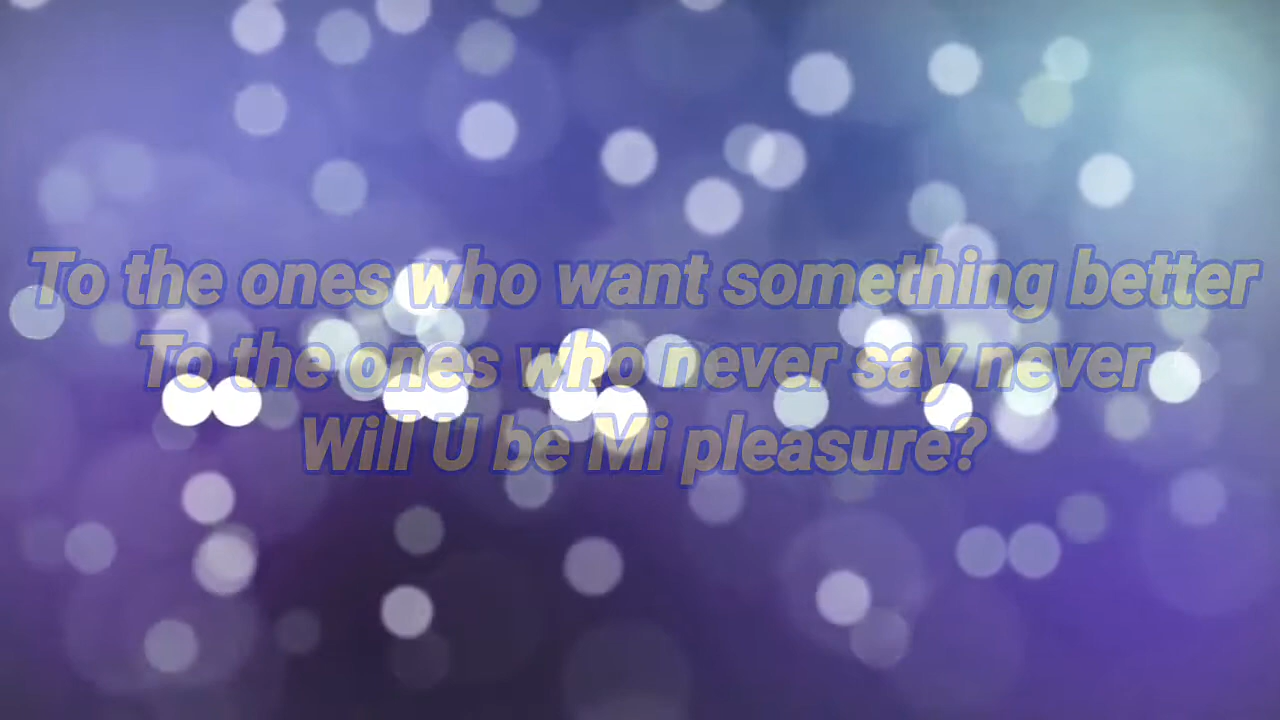 To the ones who want something better
To the ones who never say never
Will U be Mi pleasure?